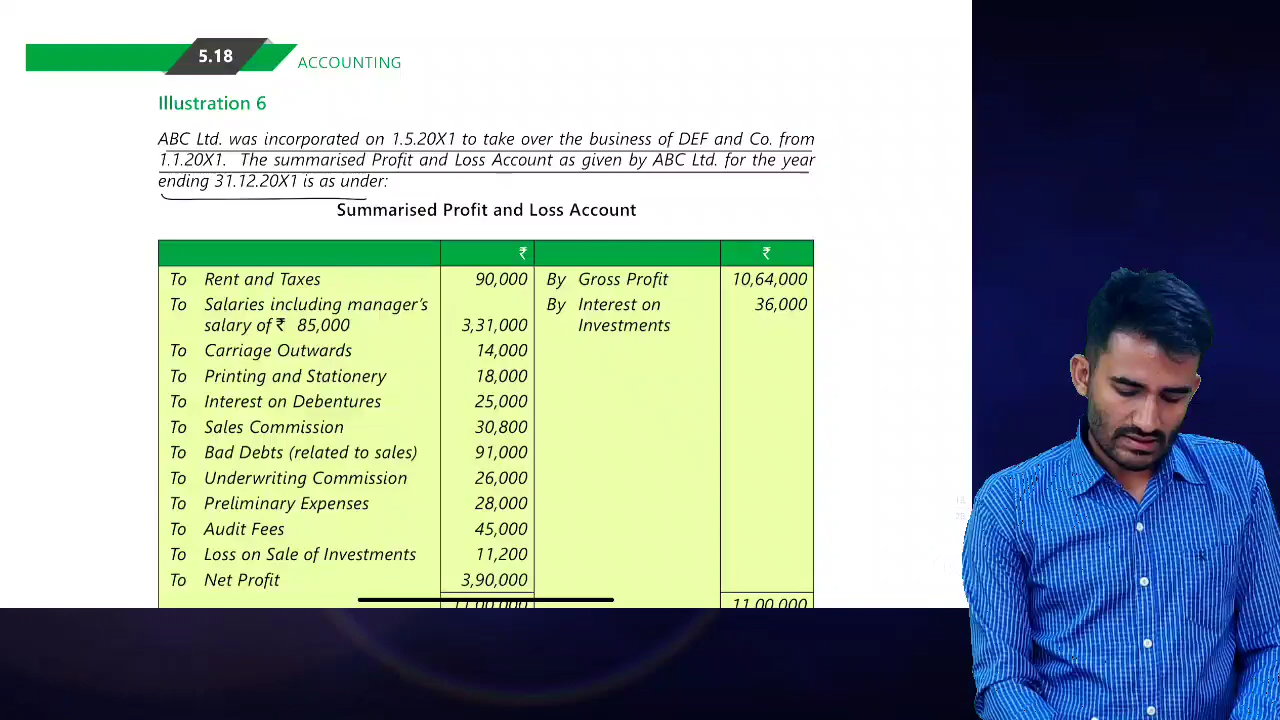 5.18
ACCOUNTING
Illustration 6
ABC Ltd. was incorporated on 1.5.20X1 to take over the business of DEF and Co. from
1.1.20X1. The summarised Profit and Loss Account as given by ABC Ltd. for the year
ending 31.12.20X1 is as under:
Summarised Profit and Loss Account
₹ ₹
To Rent and Taxes 90,000 By Gross Profit 10,64,000
To Salaries including manager's By Interest on 36,000
salary of ₹ 85,000 3,31,000 Investments
To Carriage Outwards 14,000
To Printing and Stationery 18,000
To Interest on Debentures 25,000
To Sales Commission 30,800
To Bad Debts (related to sales) 91,000
To Underwriting Commission 26,000
To Preliminary Expenses 28,000
To Audit Fees 45,000
To Loss on Sale of Investments 11,200
To Net Profit 3,90,000
11,00,000 11,00,000